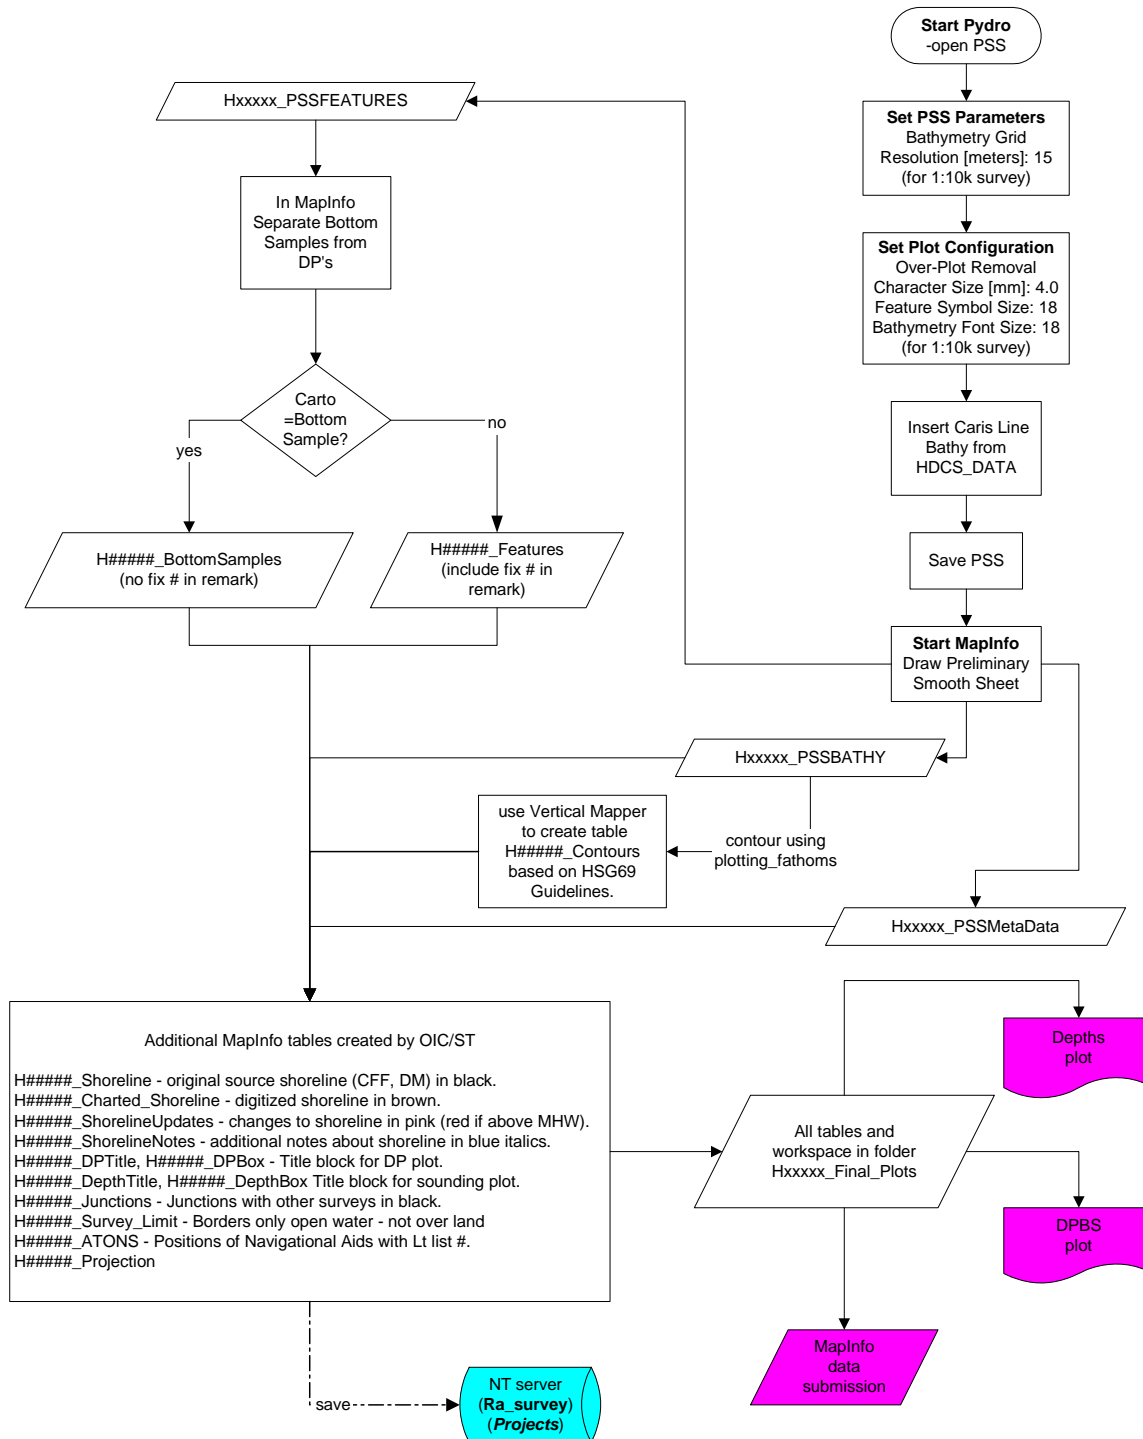 Start Pydro
-open PSS
Hxxxxx_PSSFEATURES
Set PSS Parameters
Bathymetry Grid
Resolution [meters]: 15
(for 1:10k survey)
In MapInfo
Separate Bottom
Samples from
DP's
Set Plot Configuration
Over-Plot Removal
Character Size [mm]: 4.0
Feature Symbol Size: 18
Bathymetry Font Size: 18
(for 1:10k survey)
Carto
=Bottom
Sample?
yes
no
Insert Caris Line
Bathy from
HDCS_DATA
H#####_BottomSamples
(no fix # in remark)
H#####_Features
(include fix # in
remark)
Save PSS
Start MapInfo
Draw Preliminary
Smooth Sheet
Hxxxxx_PSSBATHY
use Vertical Mapper
to create table
H#####_Contours
based on HSG69
Guidelines.
contour using
plotting_fathoms
Hxxxxx_PSSMetaData
Additional MapInfo tables created by OIC/ST
H#####_Shoreline - original source shoreline (CFF, DM) in black.
H#####_Charted_Shoreline - digitized shoreline in brown.
H#####_ShorelineUpdates - changes to shoreline in pink (red if above MHW).
H#####_ShorelineNotes - additional notes about shoreline in blue italics.
H#####_DPTitle, H#####_DPBox - Title block for DP plot.
H#####_DepthTitle, H#####_DepthBox Title block for sounding plot.
H#####_Junctions - Junctions with other surveys in black.
H#####_Survey_Limit - Borders only open water - not over land
H#####_ATONS - Positions of Navigational Aids with Lt list #.
H#####_Projection
All tables and
workspace in folder
Hxxxxx_Final_Plots
Depths
plot
DPBS
plot
MapInfo
data
submission
save
NT server
(Ra_survey)
(Projects)